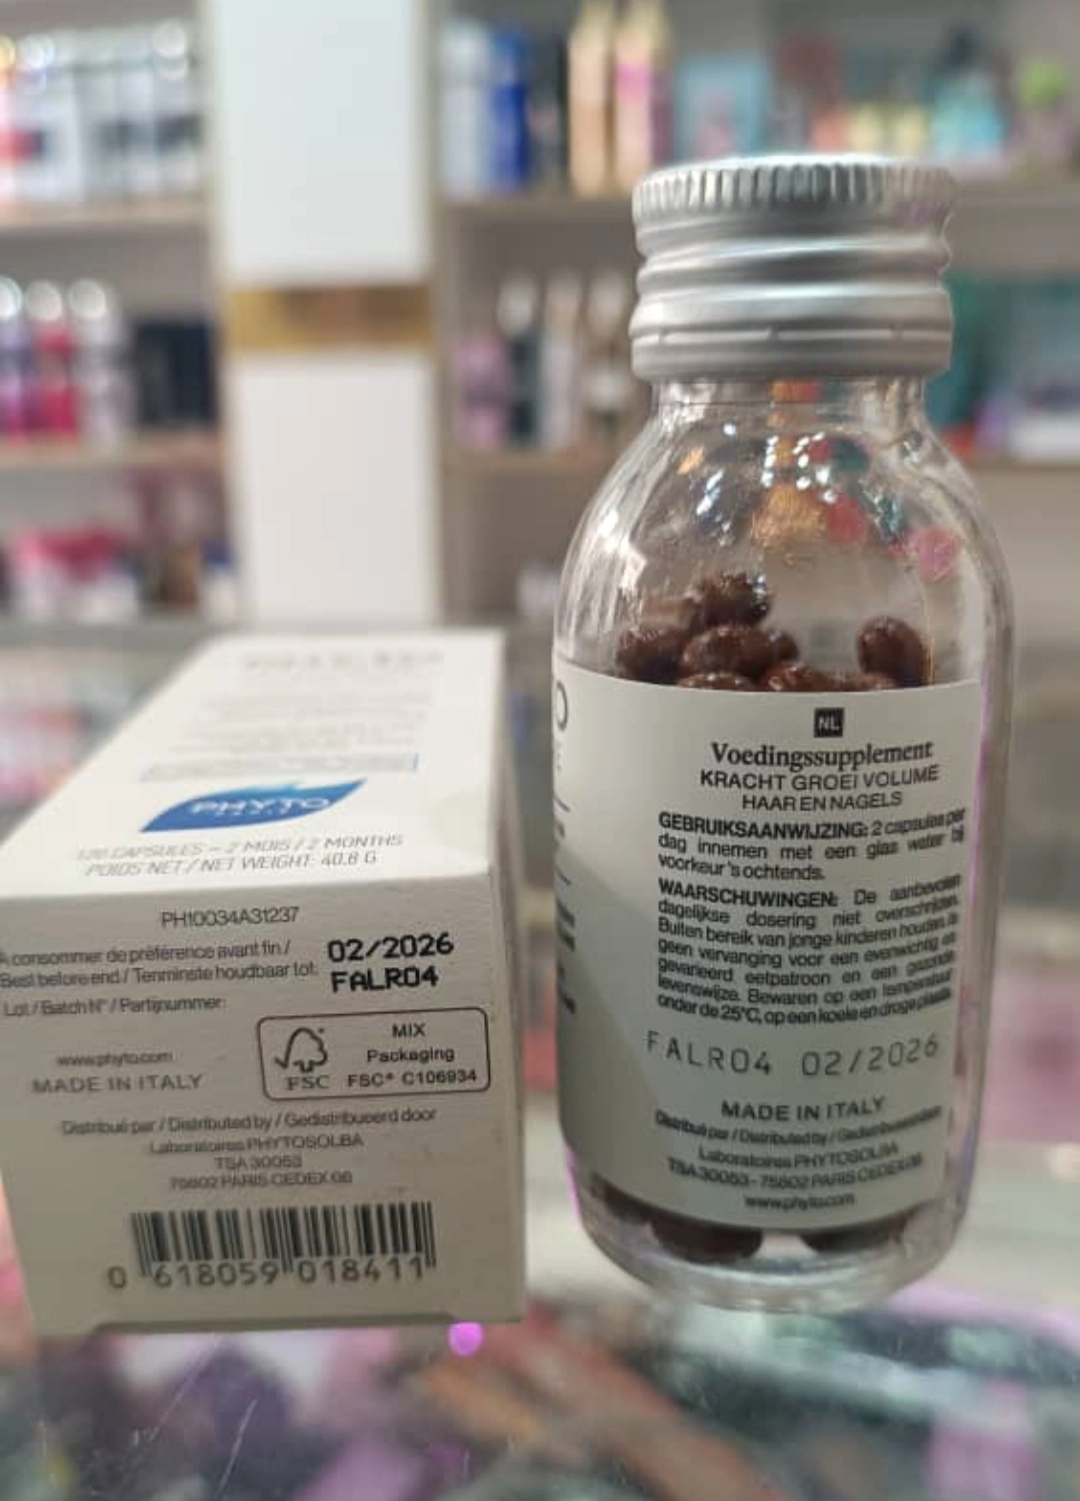 PHYTO
PARIS
120 CAPSULES - 2 MOIS / 2 MONTHS
POIDS NET / NET WEIGHT: 40.8 G
PH10034A31237
A consommer de préférence avant fin /
Best before end / Tenminste houdbaar tot:
02/2026
FALR04
Lot / Batch N° / Partijnummer:
www.phyto.com
MADE IN ITALY
FSC
MIX
Packaging
FSC® C106934
Distribué par / Distributed by / Gedistribueerd door
Laboratoires PHYTOSOLBA
TSA 30053
75802 PARIS CEDEX 08
0 618059 018411
O
NL
Voedingssupplement
KRACHT GROEI VOLUME
HAAR EN NAGELS
GEBRUIKSAANWIJZING: 2 capsules per
dag innemen met een glas water bij
voorkeur 's ochtends.
WAARSCHUWINGEN: De aanbevolen
dagelijkse dosering niet overschrijden.
Buiten bereik van jonge kinderen houden. Is
geen vervanging voor een evenwichtig en
gevarieerd eetpatroon en een gezonde
levenswijze. Bewaren op een temperatuur
onder de 25°C, op een koele en droge plaats.
FALR04 02/2026
MADE IN ITALY
Distribué par / Distributed by / Gedistribueerd door
Laboratoires PHYTOSOLBA
TSA 30053 - 75802 PARIS CEDEX 08
www.phyto.com